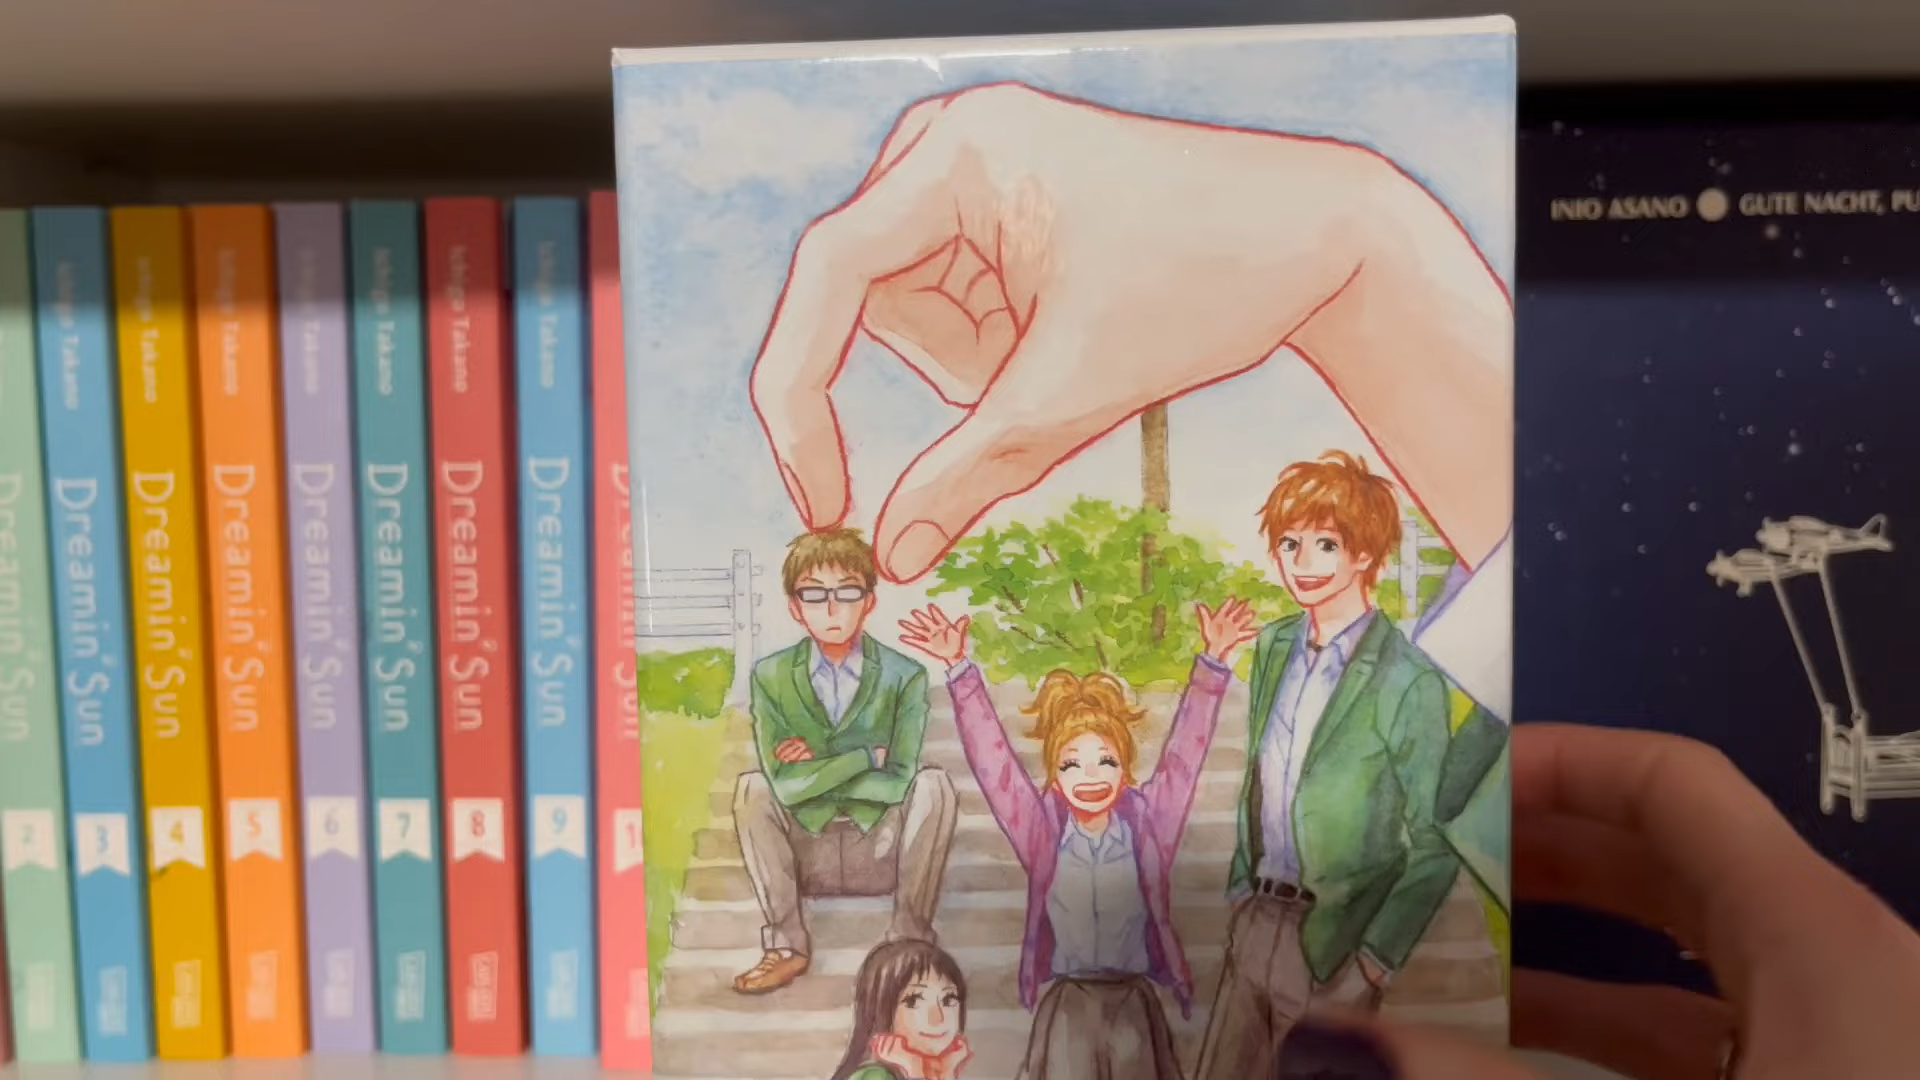 Dreamin' Sun
2
Ichigo Takano
Dreamin' Sun
3
Ichigo Takano
Dreamin' Sun
4
Ichigo Takano
Dreamin' Sun
5
Ichigo Takano
Dreamin' Sun
6
Ichigo Takano
Dreamin' Sun
7
Ichigo Takano
Dreamin' Sun
8
Ichigo Takano
Dreamin' Sun
9
INIO ASANO GUTE NACHT, PU